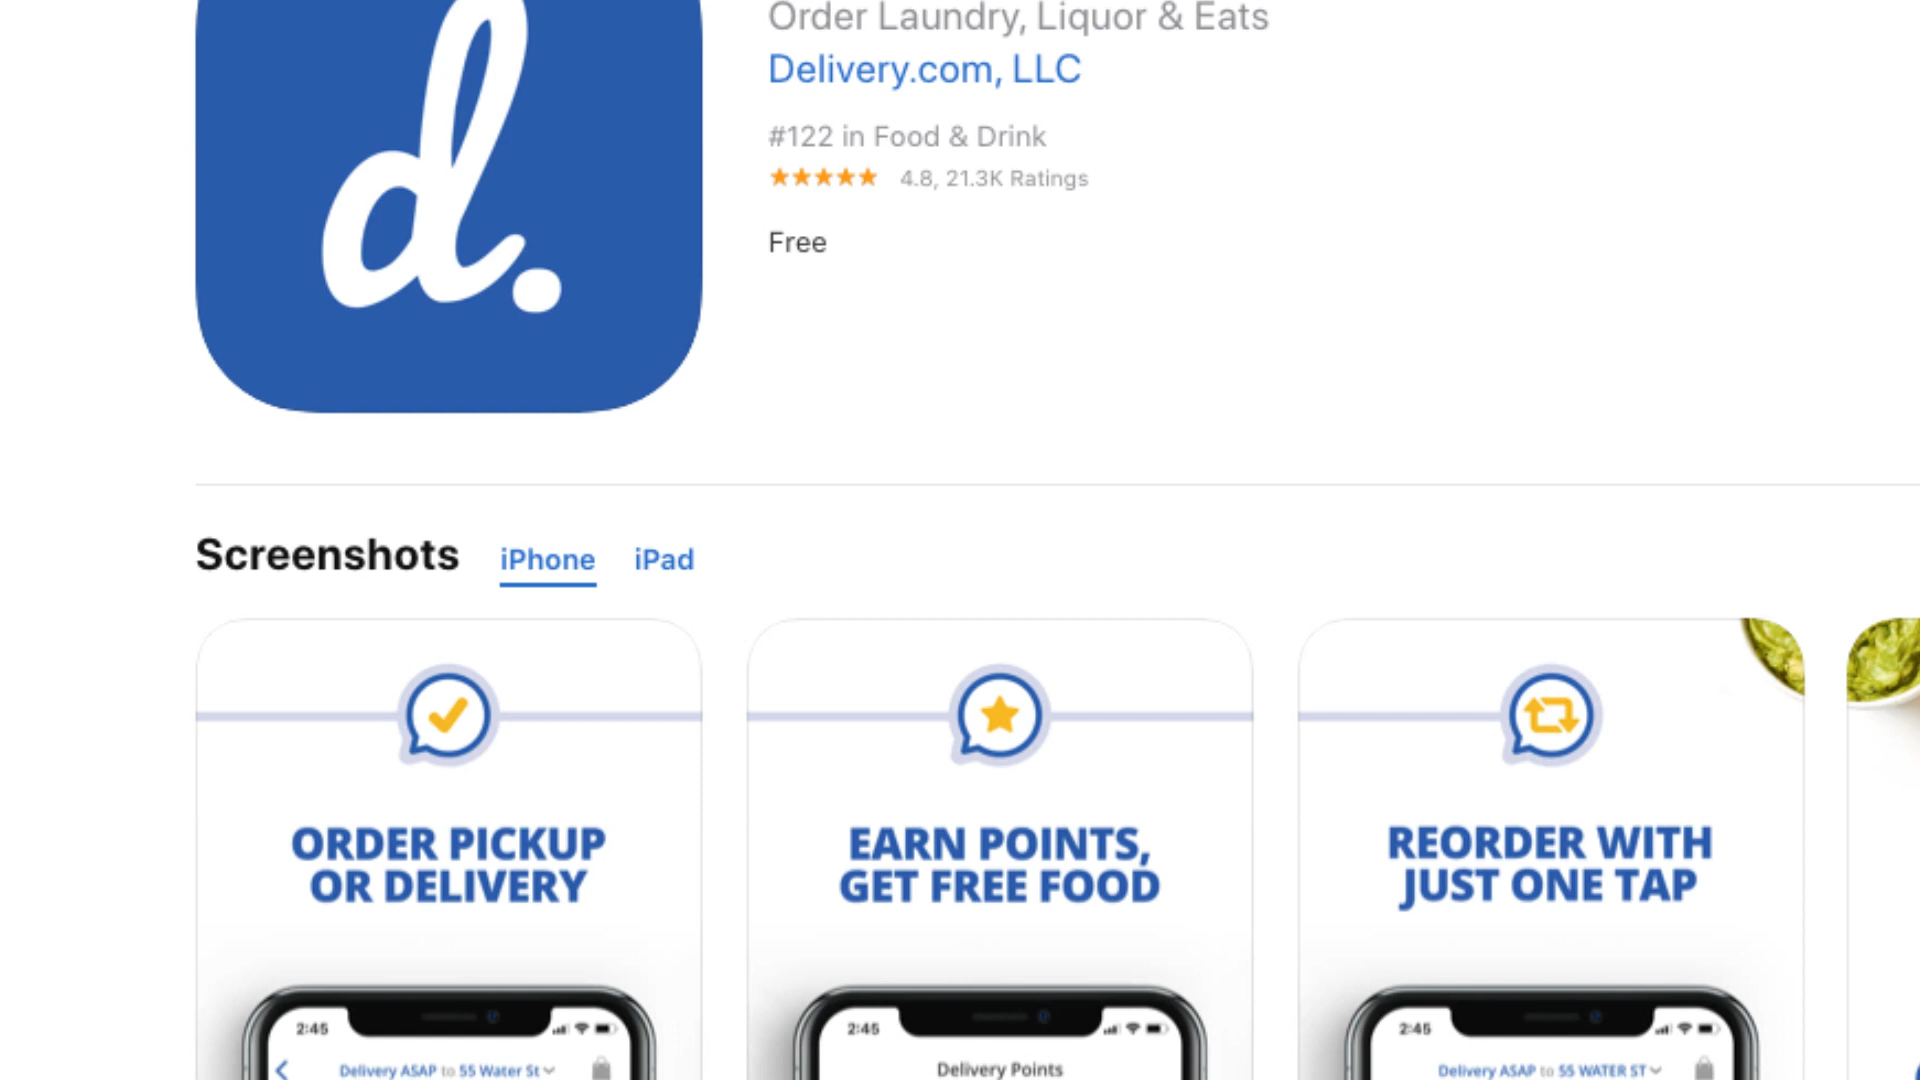 d.
Order Laundry, Liquor & Eats
Delivery.com, LLC
#122 in Food & Drink
4.8, 21.3K Ratings
Free
Screenshots iPhone iPad
ORDER PICKUP
OR DELIVERY
2:45
Delivery ASAP to 55 Water St
EARN POINTS,
GET FREE FOOD
2:45
Delivery Points
REORDER WITH
JUST ONE TAP
2:45
Delivery ASAP to 55 WATER ST